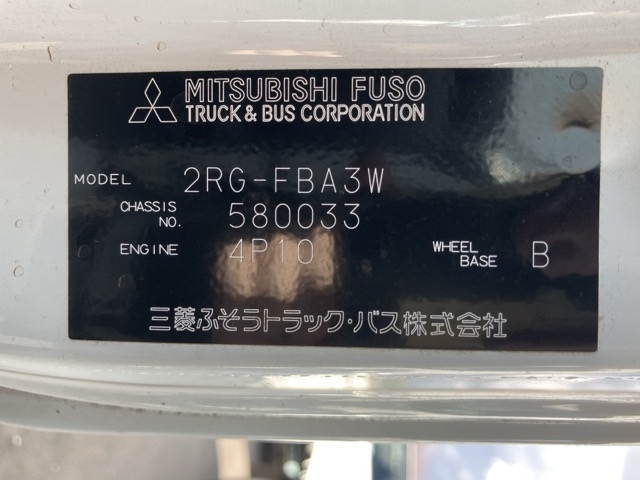 MITSUBISHI FUSO
TRUCK & BUS CORPORATION
MODEL 2RG-FBA3W
CHASSIS NO. 580033
ENGINE 4P10 WHEEL BASE B
三菱ふそうトラック・バス株式会社